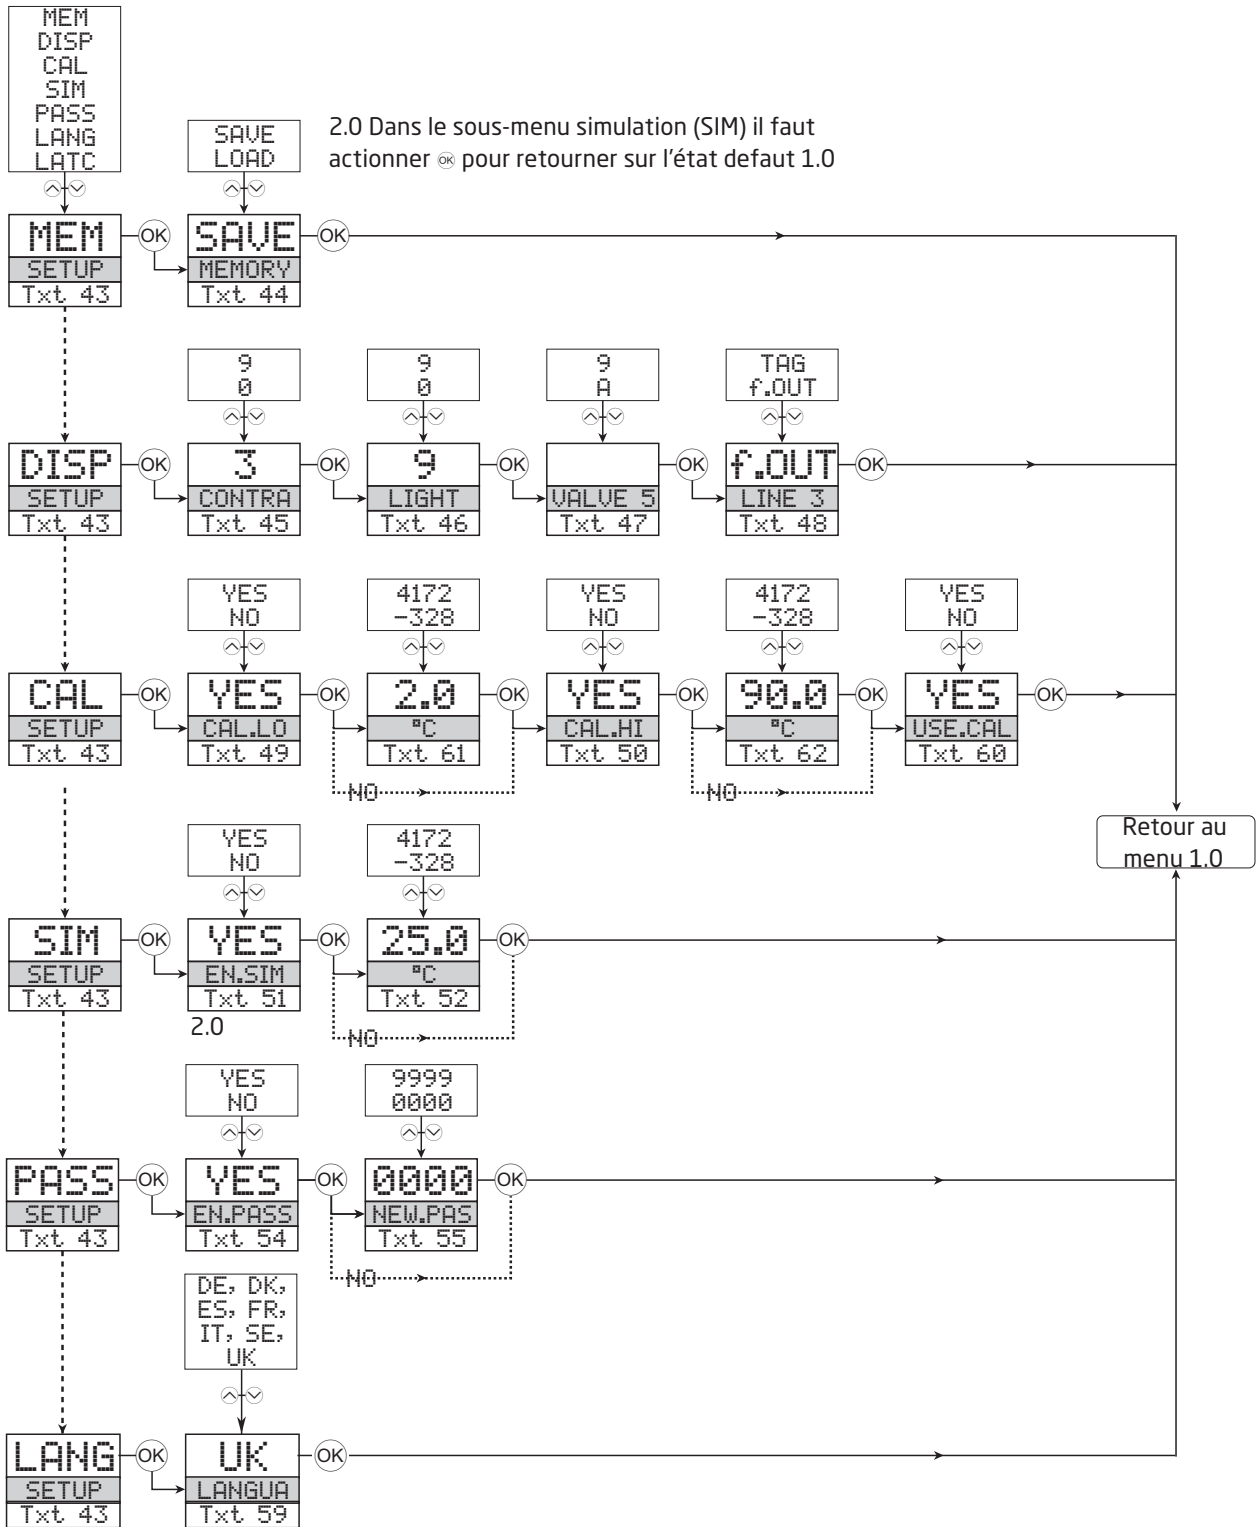 MEM
DISP
CAL
SIM
PASS
LANG
LATC
SAVE
LOAD
2.0 Dans le sous-menu simulation (SIM) il faut
actionner OK pour retourner sur l'état defaut 1.0
MEM OK SAVE OK
SETUP MEMORY
Txt 43 Txt 44
9 9 9 TAG
0 0 A f.OUT
DISP OK 3 OK 9 OK OK f.OUT OK
SETUP CONTRA LIGHT VALVE 5 LINE 3
Txt 43 Txt 45 Txt 46 Txt 47 Txt 48
YES 4172 YES 4172 YES
NO -328 NO -328 NO
CAL OK YES OK 2.0 OK YES OK 90.0 OK YES OK
SETUP CAL.LO °C CAL.HI °C USE.CAL
Txt 43 Txt 49 Txt 61 Txt 50 Txt 62 Txt 60
NO NO
Retour au
menu 1.0
YES 4172
NO -328
SIM OK YES OK 25.0 OK
SETUP EN.SIM °C
Txt 43 Txt 51 Txt 52
2.0
NO
YES 9999
NO 0000
PASS OK YES OK 0000 OK
SETUP EN.PASS NEW.PAS
Txt 43 Txt 54 Txt 55
NO
DE, DK,
ES, FR,
IT, SE,
UK
LANG OK UK OK
SETUP LANGUA
Txt 43 Txt 59